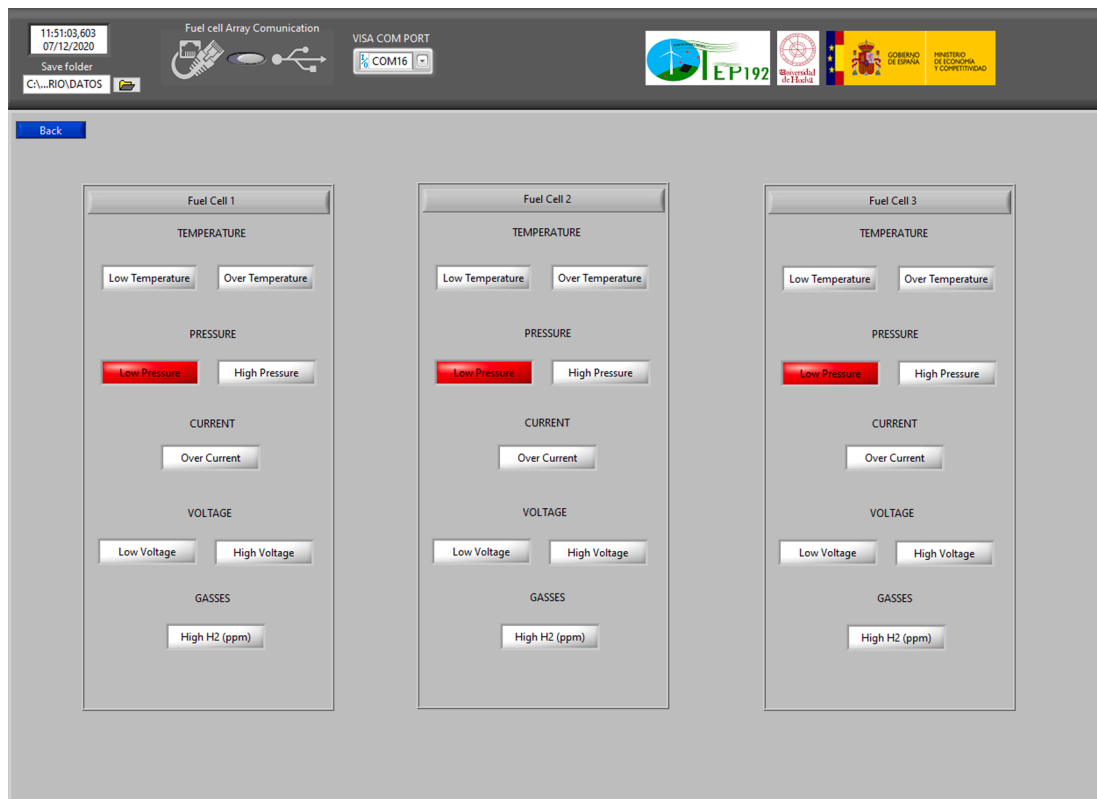 11:51:03,603
07/12/2020
Save folder
C:\...RIO\DATOS
Fuel cell Array Comunication
VISA COM PORT
COM16
TEP192
Universidad
de Huelva
GOBIERNO
DE ESPAÑA
MINISTERIO
DE ECONOMÍA
Y COMPETITIVIDAD
Back
Fuel Cell 1
TEMPERATURE
Low Temperature Over Temperature
PRESSURE
Low Pressure High Pressure
CURRENT
Over Current
VOLTAGE
Low Voltage High Voltage
GASSES
High H2 (ppm)
Fuel Cell 2
TEMPERATURE
Low Temperature Over Temperature
PRESSURE
Low Pressure High Pressure
CURRENT
Over Current
VOLTAGE
Low Voltage High Voltage
GASSES
High H2 (ppm)
Fuel Cell 3
TEMPERATURE
Low Temperature Over Temperature
PRESSURE
Low Pressure High Pressure
CURRENT
Over Current
VOLTAGE
Low Voltage High Voltage
GASSES
High H2 (ppm)